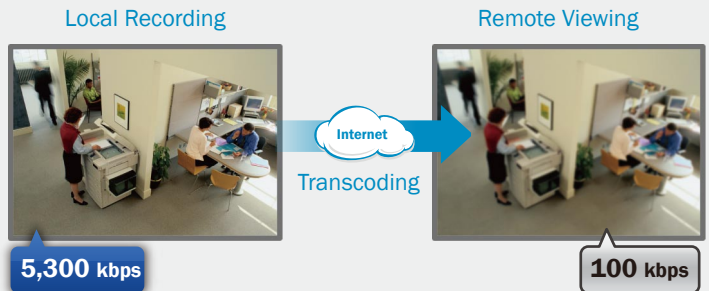 Local Recording
Remote Viewing
Internet
Transcoding
5,300 kbps
100 kbps